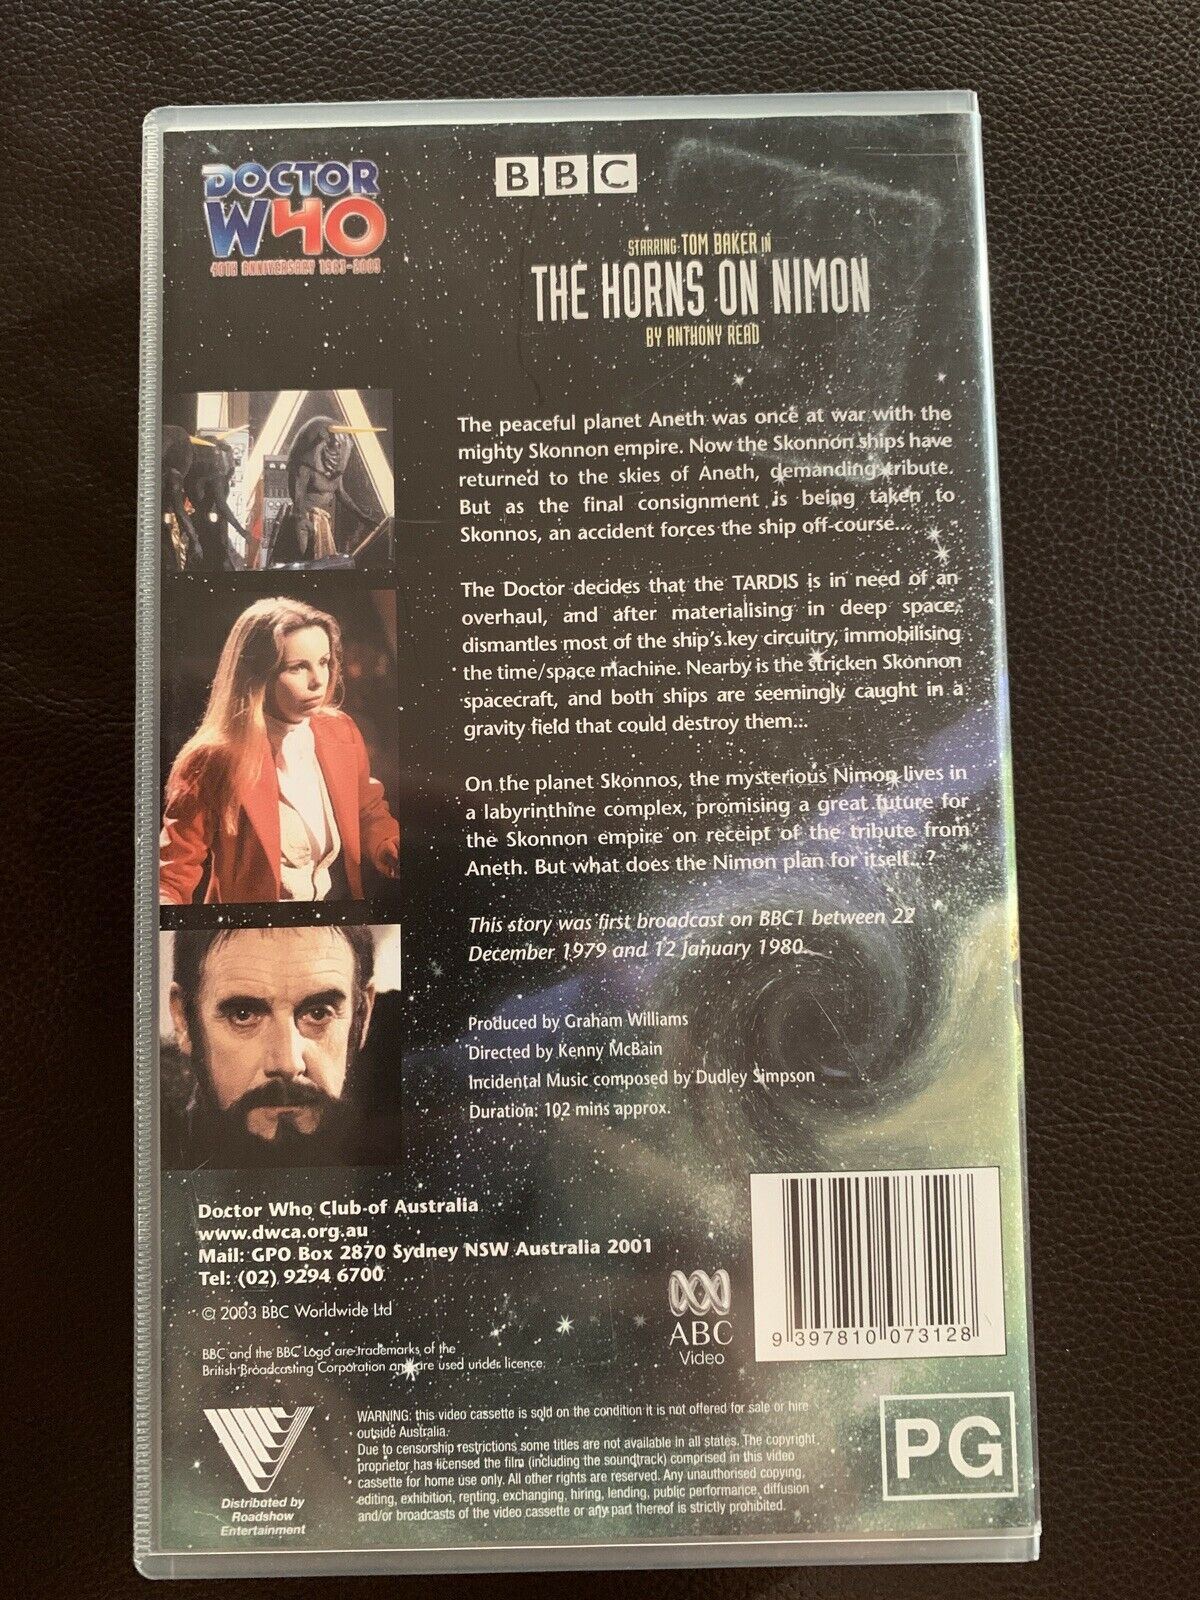 DOCTOR
WHO 40
40TH ANNIVERSARY 1963-2003
BBC
STARRING TOM BAKER IN
THE HORNS ON NIMON
BY ANTHONY READ
The peaceful planet Aneth was once at war with the
mighty Skonnon empire. Now the Skonnon ships have
returned to the skies of Aneth, demanding tribute.
But as the final consignment is being taken to
Skonnos, an accident forces the ship off-course...
The Doctor decides that the TARDIS is in need of an
overhaul, and after materialising in deep space,
dismantles most of the ship's key circuitry, immobilising
the time/space machine. Nearby is the stricken Skonnon
spacecraft, and both ships are seemingly caught in a
gravity field that could destroy them...
On the planet Skonnos, the mysterious Nimon lives in
a labyrinthine complex, promising a great future for
the Skonnon empire on receipt of the tribute from
Aneth. But what does the Nimon plan for itself...?
This story was first broadcast on BBC1 between 22
December 1979 and 12 January 1980.
Produced by Graham Williams
Directed by Kenny McBain
Incidental Music composed by Dudley Simpson
Duration: 102 mins approx.
Doctor Who Club of Australia
www.dwca.org.au
Mail: GPO Box 2870 Sydney NSW Australia 2001
Tel: (02) 9294 6700
© 2003 BBC Worldwide Ltd
BBC and the BBC Logo are trademarks of the
British Broadcasting Corporation and are used under licence.
ABC
Video
9 397810 073128
Distributed by
Roadshow
Entertainment
WARNING: this video cassette is sold on the condition it is not offered for sale or hire
outside Australia.
Due to censorship restrictions some titles are not available in all states. The copyright
proprietor has licensed the film (including the soundtrack) comprised in this video
cassette for home use only. All other rights are reserved. Any unauthorised copying,
editing, exhibition, renting, exchanging, hiring, lending, public performance, diffusion
and/or broadcasts of the video cassette or any part thereof is strictly prohibited.
PG